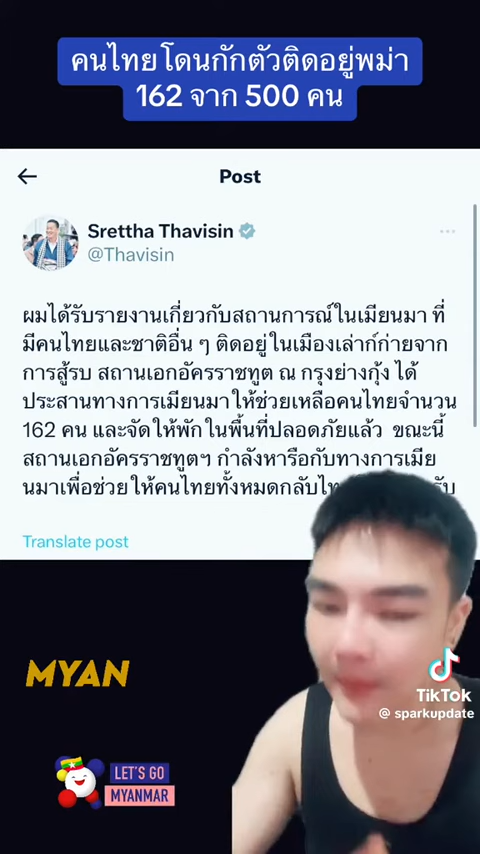 คนไทยโดนกักตัวติดอยู่พม่า
162 จาก 500 คน
Post
Srettha Thavisin
@Thavisin
ผมได้รับรายงานเกี่ยวกับสถานการณ์ในเมียนมา ที่
มีคนไทยและชาติอื่น ๆ ติดอยู่ในเมืองเล่าก์ก่ายจาก
การสู้รบ สถานเอกอัครราชทูต ณ กรุงย่างกุ้ง ได้
ประสานทางการเมียนมาให้ช่วยเหลือคนไทยจำนวน
162 คน และจัดให้พักในพื้นที่ปลอดภัยแล้ว ขณะนี้
สถานเอกอัครราชทูตฯ กำลังหารือกับทางการเมีย
นมาเพื่อช่วยให้คนไทยทั้งหมดกลับ
Translate post
MYAN
TikTok
@ sparkupdate
LET'S GO
MYANMAR